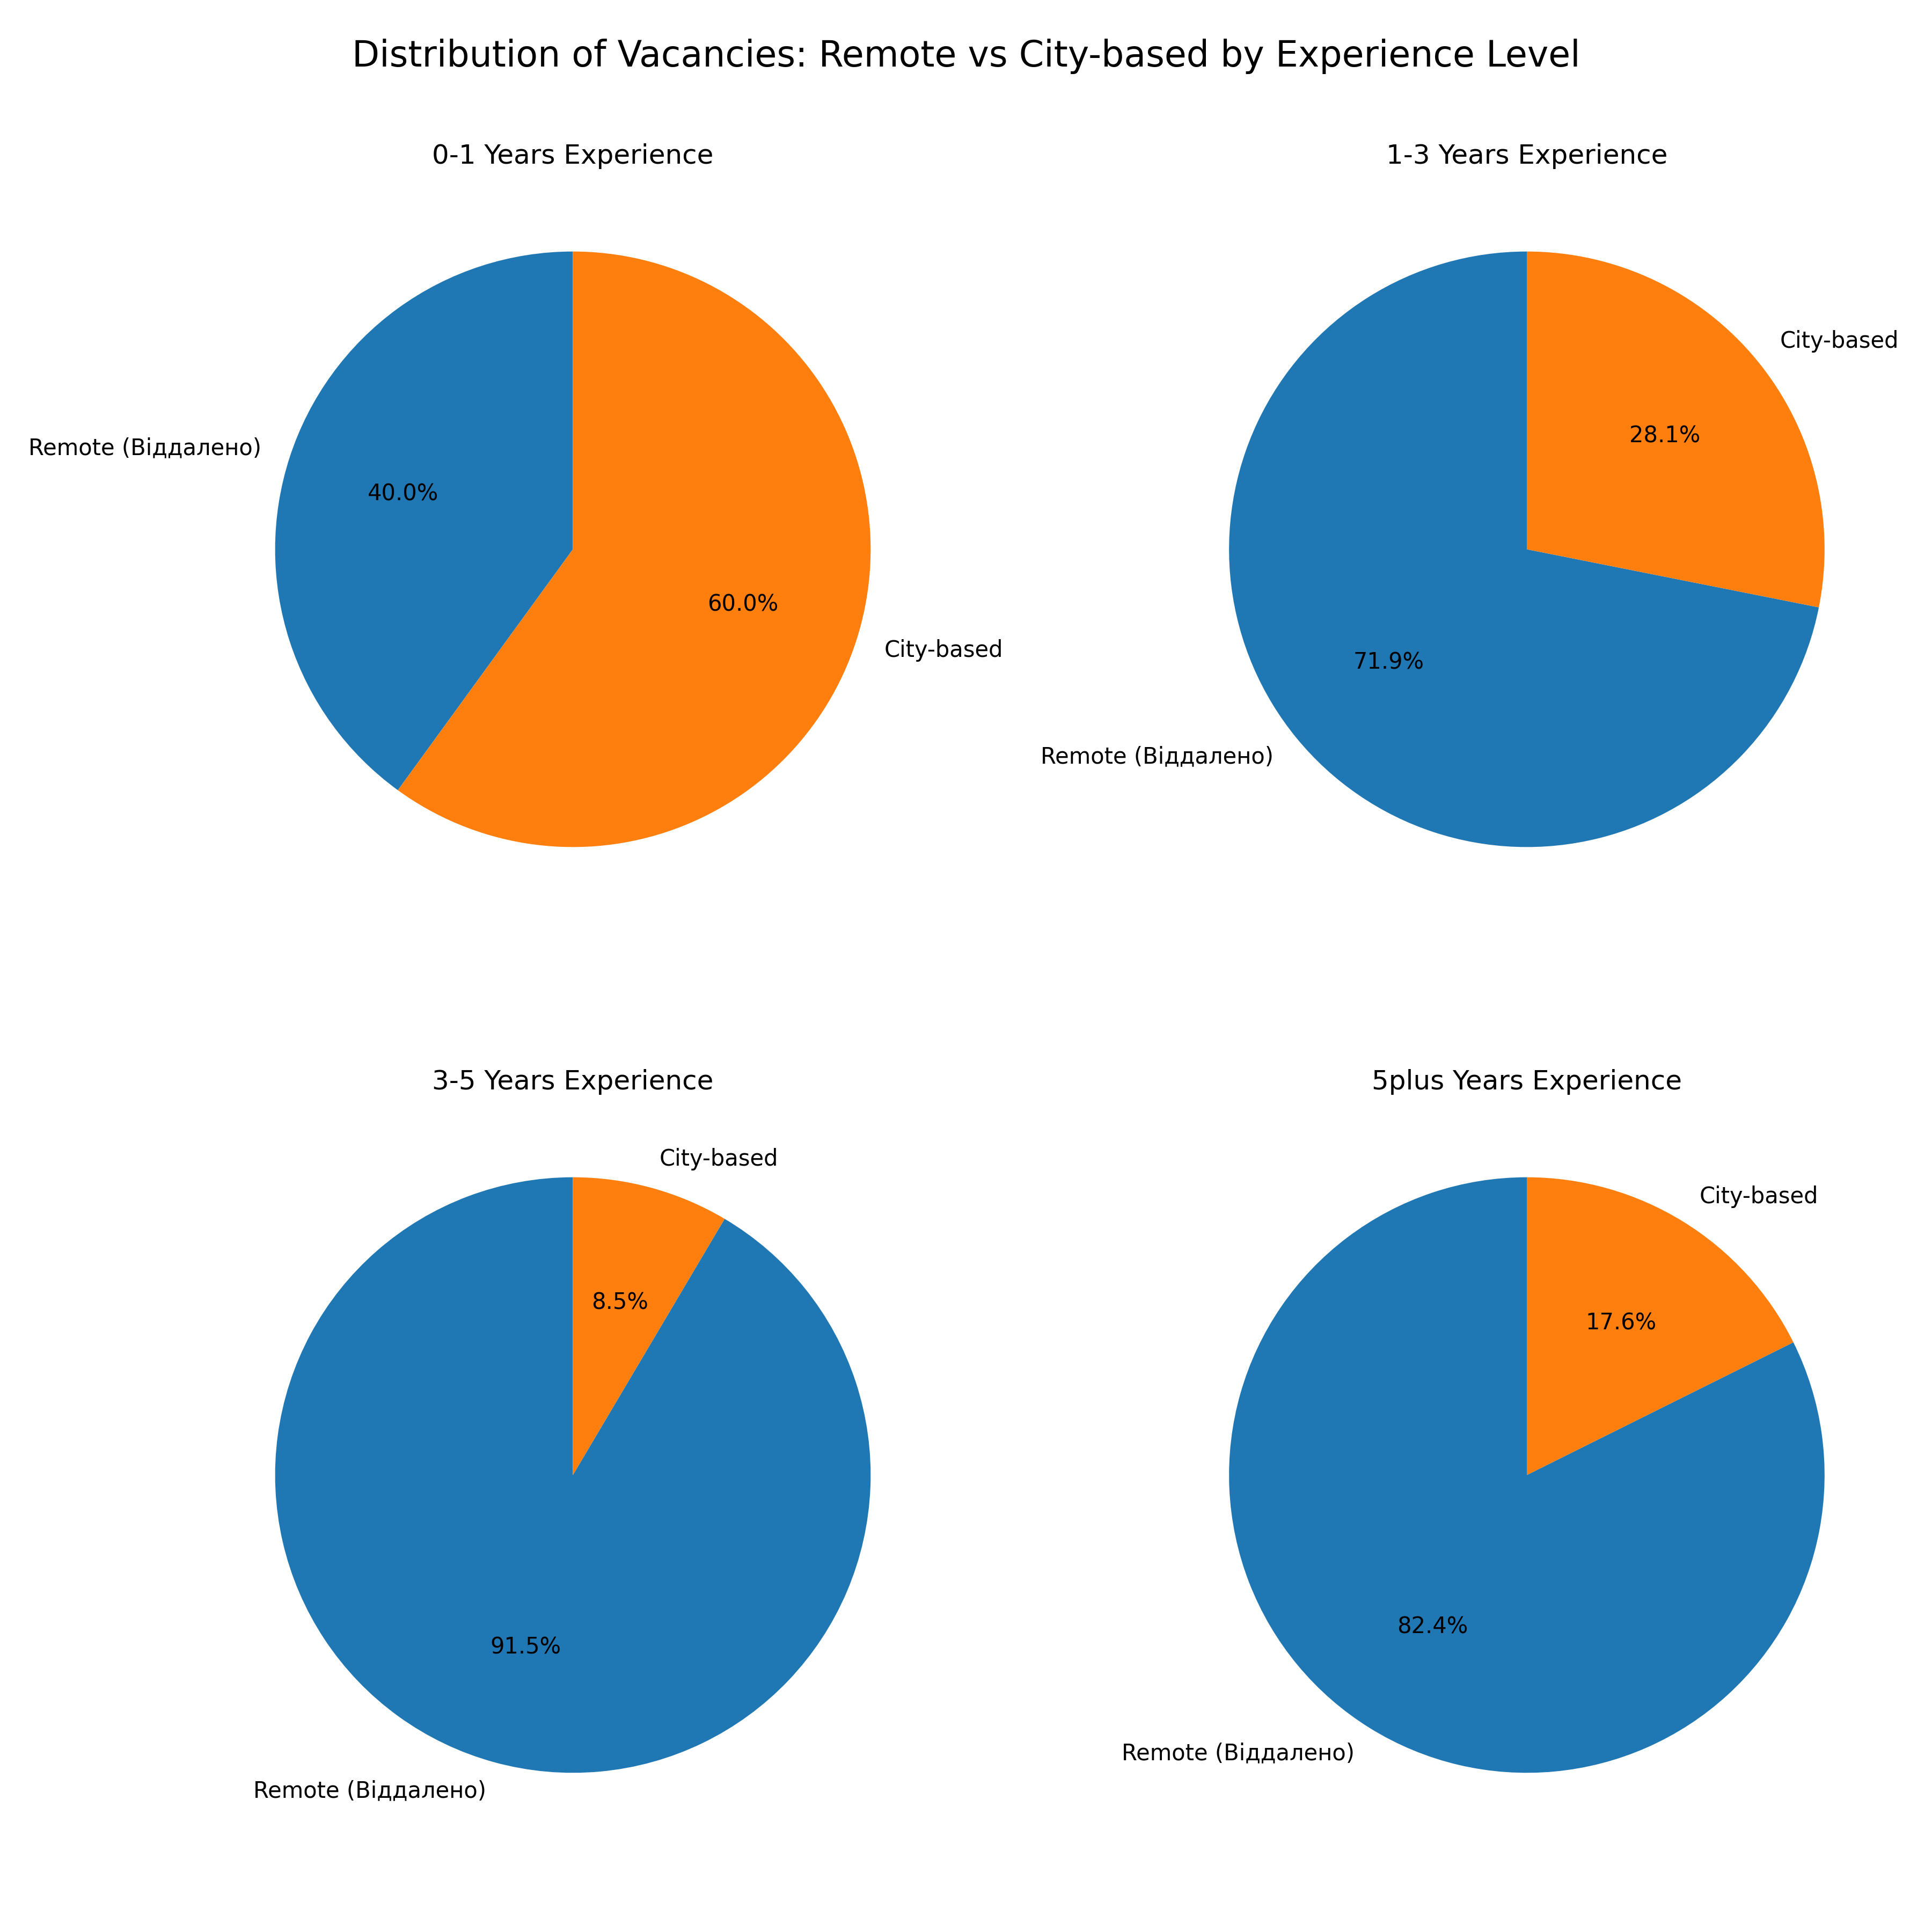 Distribution of Vacancies: Remote vs City-based by Experience Level
0-1 Years Experience
Remote (Віддалено)
40.0%
60.0%
City-based
1-3 Years Experience
City-based
28.1%
71.9%
Remote (Віддалено)
3-5 Years Experience
City-based
8.5%
91.5%
Remote (Віддалено)
5plus Years Experience
City-based
17.6%
82.4%
Remote (Віддалено)